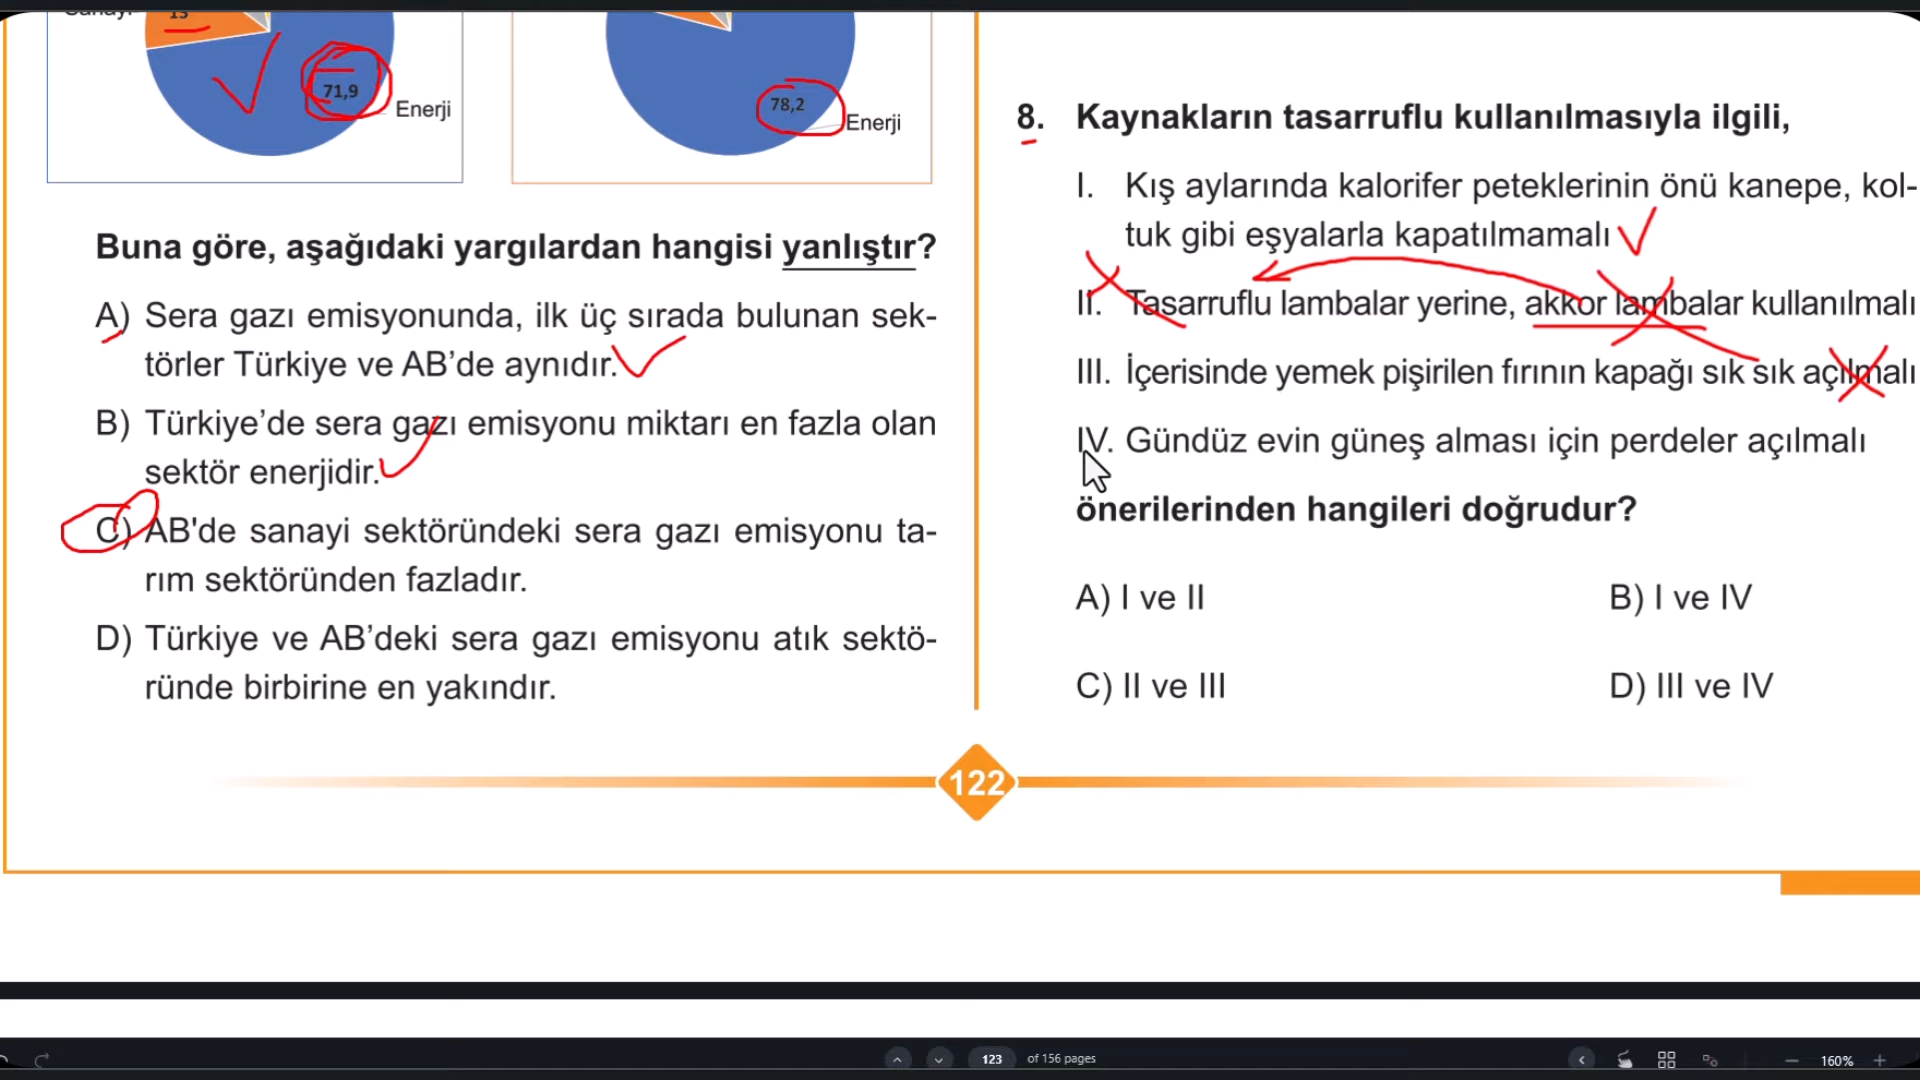 15
71,9
Enerji
78,2
Enerji
Buna göre, aşağıdaki yargılardan hangisi yanlıştır?
A) Sera gazı emisyonunda, ilk üç sırada bulunan sek-
törler Türkiye ve AB’de aynıdır.
B) Türkiye’de sera gazı emisyonu miktarı en fazla olan
sektör enerjidir.
C) AB'de sanayi sektöründeki sera gazı emisyonu ta-
rım sektöründen fazladır.
D) Türkiye ve AB’deki sera gazı emisyonu atık sektö-
ründe birbirine en yakındır.
8. Kaynakların tasarruflu kullanılmasıyla ilgili,
I. Kış aylarında kalorifer peteklerinin önü kanepe, kol-
tuk gibi eşyalarla kapatılmamalı
II. Tasarruflu lambalar yerine, akkor lambalar kullanılmalı
III. İçerisinde yemek pişirilen fırının kapağı sık sık açılmalı
IV. Gündüz evin güneş alması için perdeler açılmalı
önerilerinden hangileri doğrudur?
A) I ve II
B) I ve IV
C) II ve III
D) III ve IV
122
123 of 156 pages
160%